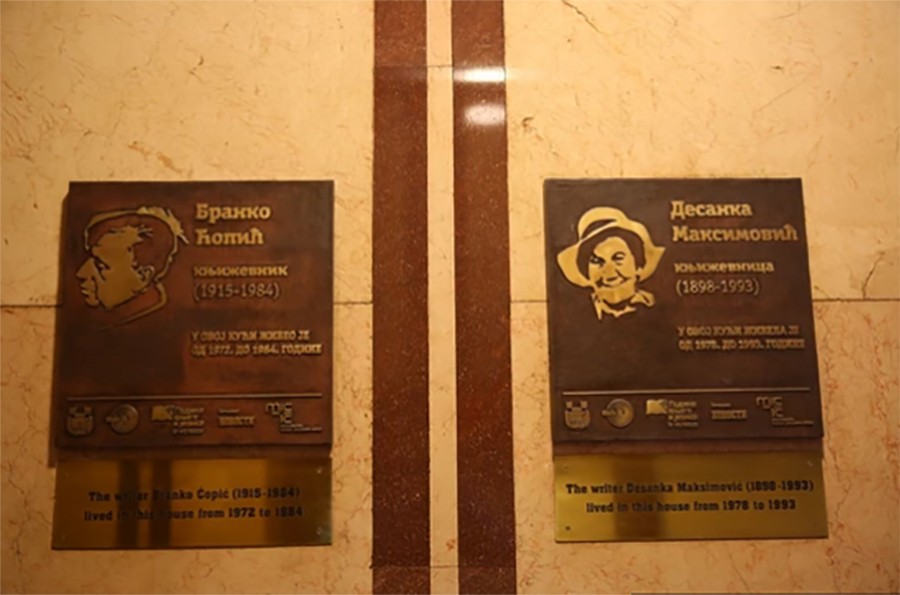 Бранко
Ћопић
књижевник
(1915-1984)
У ОВОЈ КУЋИ ЖИВЕО ЈЕ
ОД 1972. ДО 1984. ГОДИНЕ
The writer Branko Ćopić (1915-1984)
lived in this house from 1972 to 1984
Десанка
Максимовић
књижевница
(1898-1993)
У ОВОЈ КУЋИ ЖИВЕЛА ЈЕ
ОД 1978. ДО 1993. ГОДИНЕ
The writer Desanka Maksimović (1898-1993)
lived in this house from 1978 to 1993